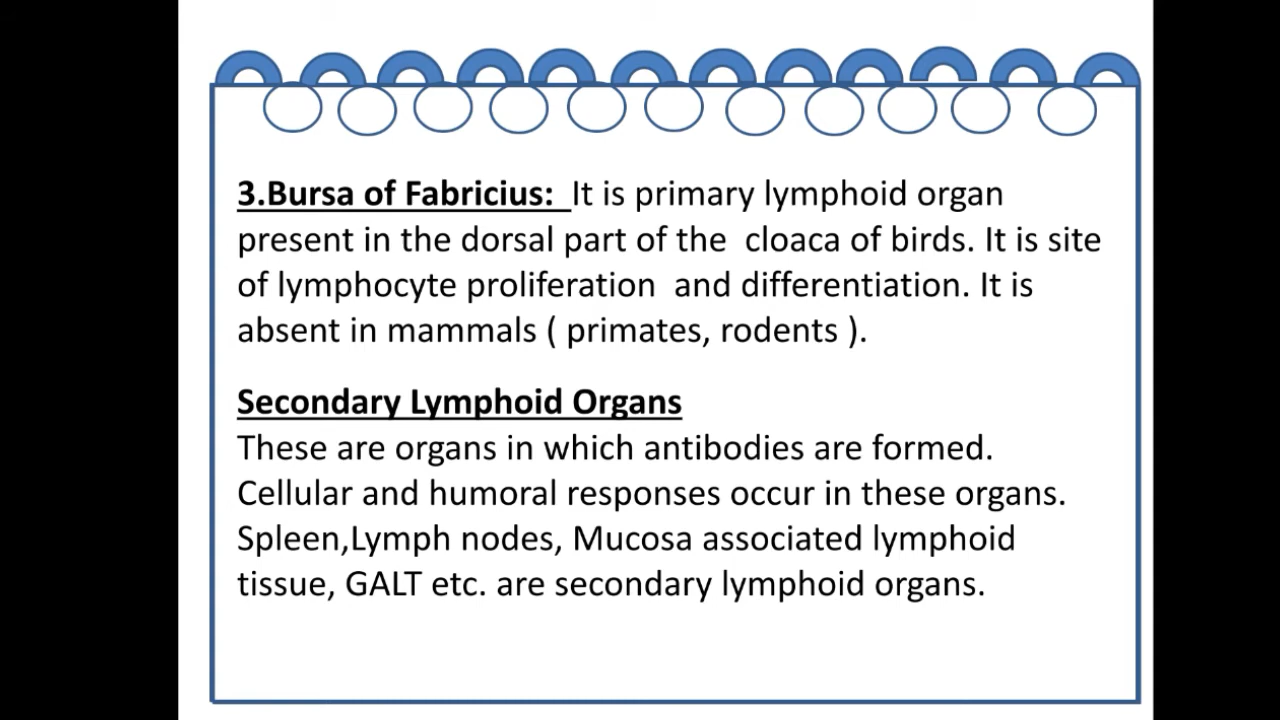 3.Bursa of Fabricius: It is primary lymphoid organ
present in the dorsal part of the cloaca of birds. It is site
of lymphocyte proliferation and differentiation. It is
absent in mammals ( primates, rodents ).
Secondary Lymphoid Organs
These are organs in which antibodies are formed.
Cellular and humoral responses occur in these organs.
Spleen,Lymph nodes, Mucosa associated lymphoid
tissue, GALT etc. are secondary lymphoid organs.